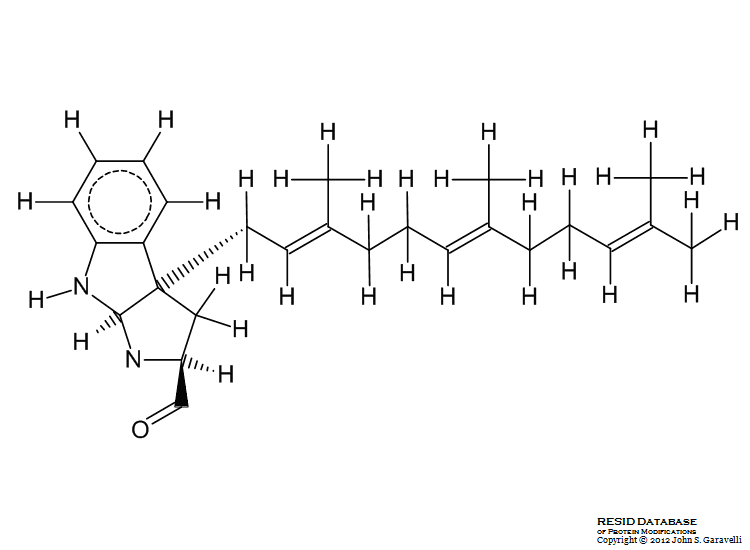 H H
H H H H
H H H H H H H H
H H
H H H
H H H H H
H H H H
N H
H H
H
N H
O
RESID DATABASE
OF PROTEIN MODIFICATIONS
Copyright © 2012 John S. Garavelli